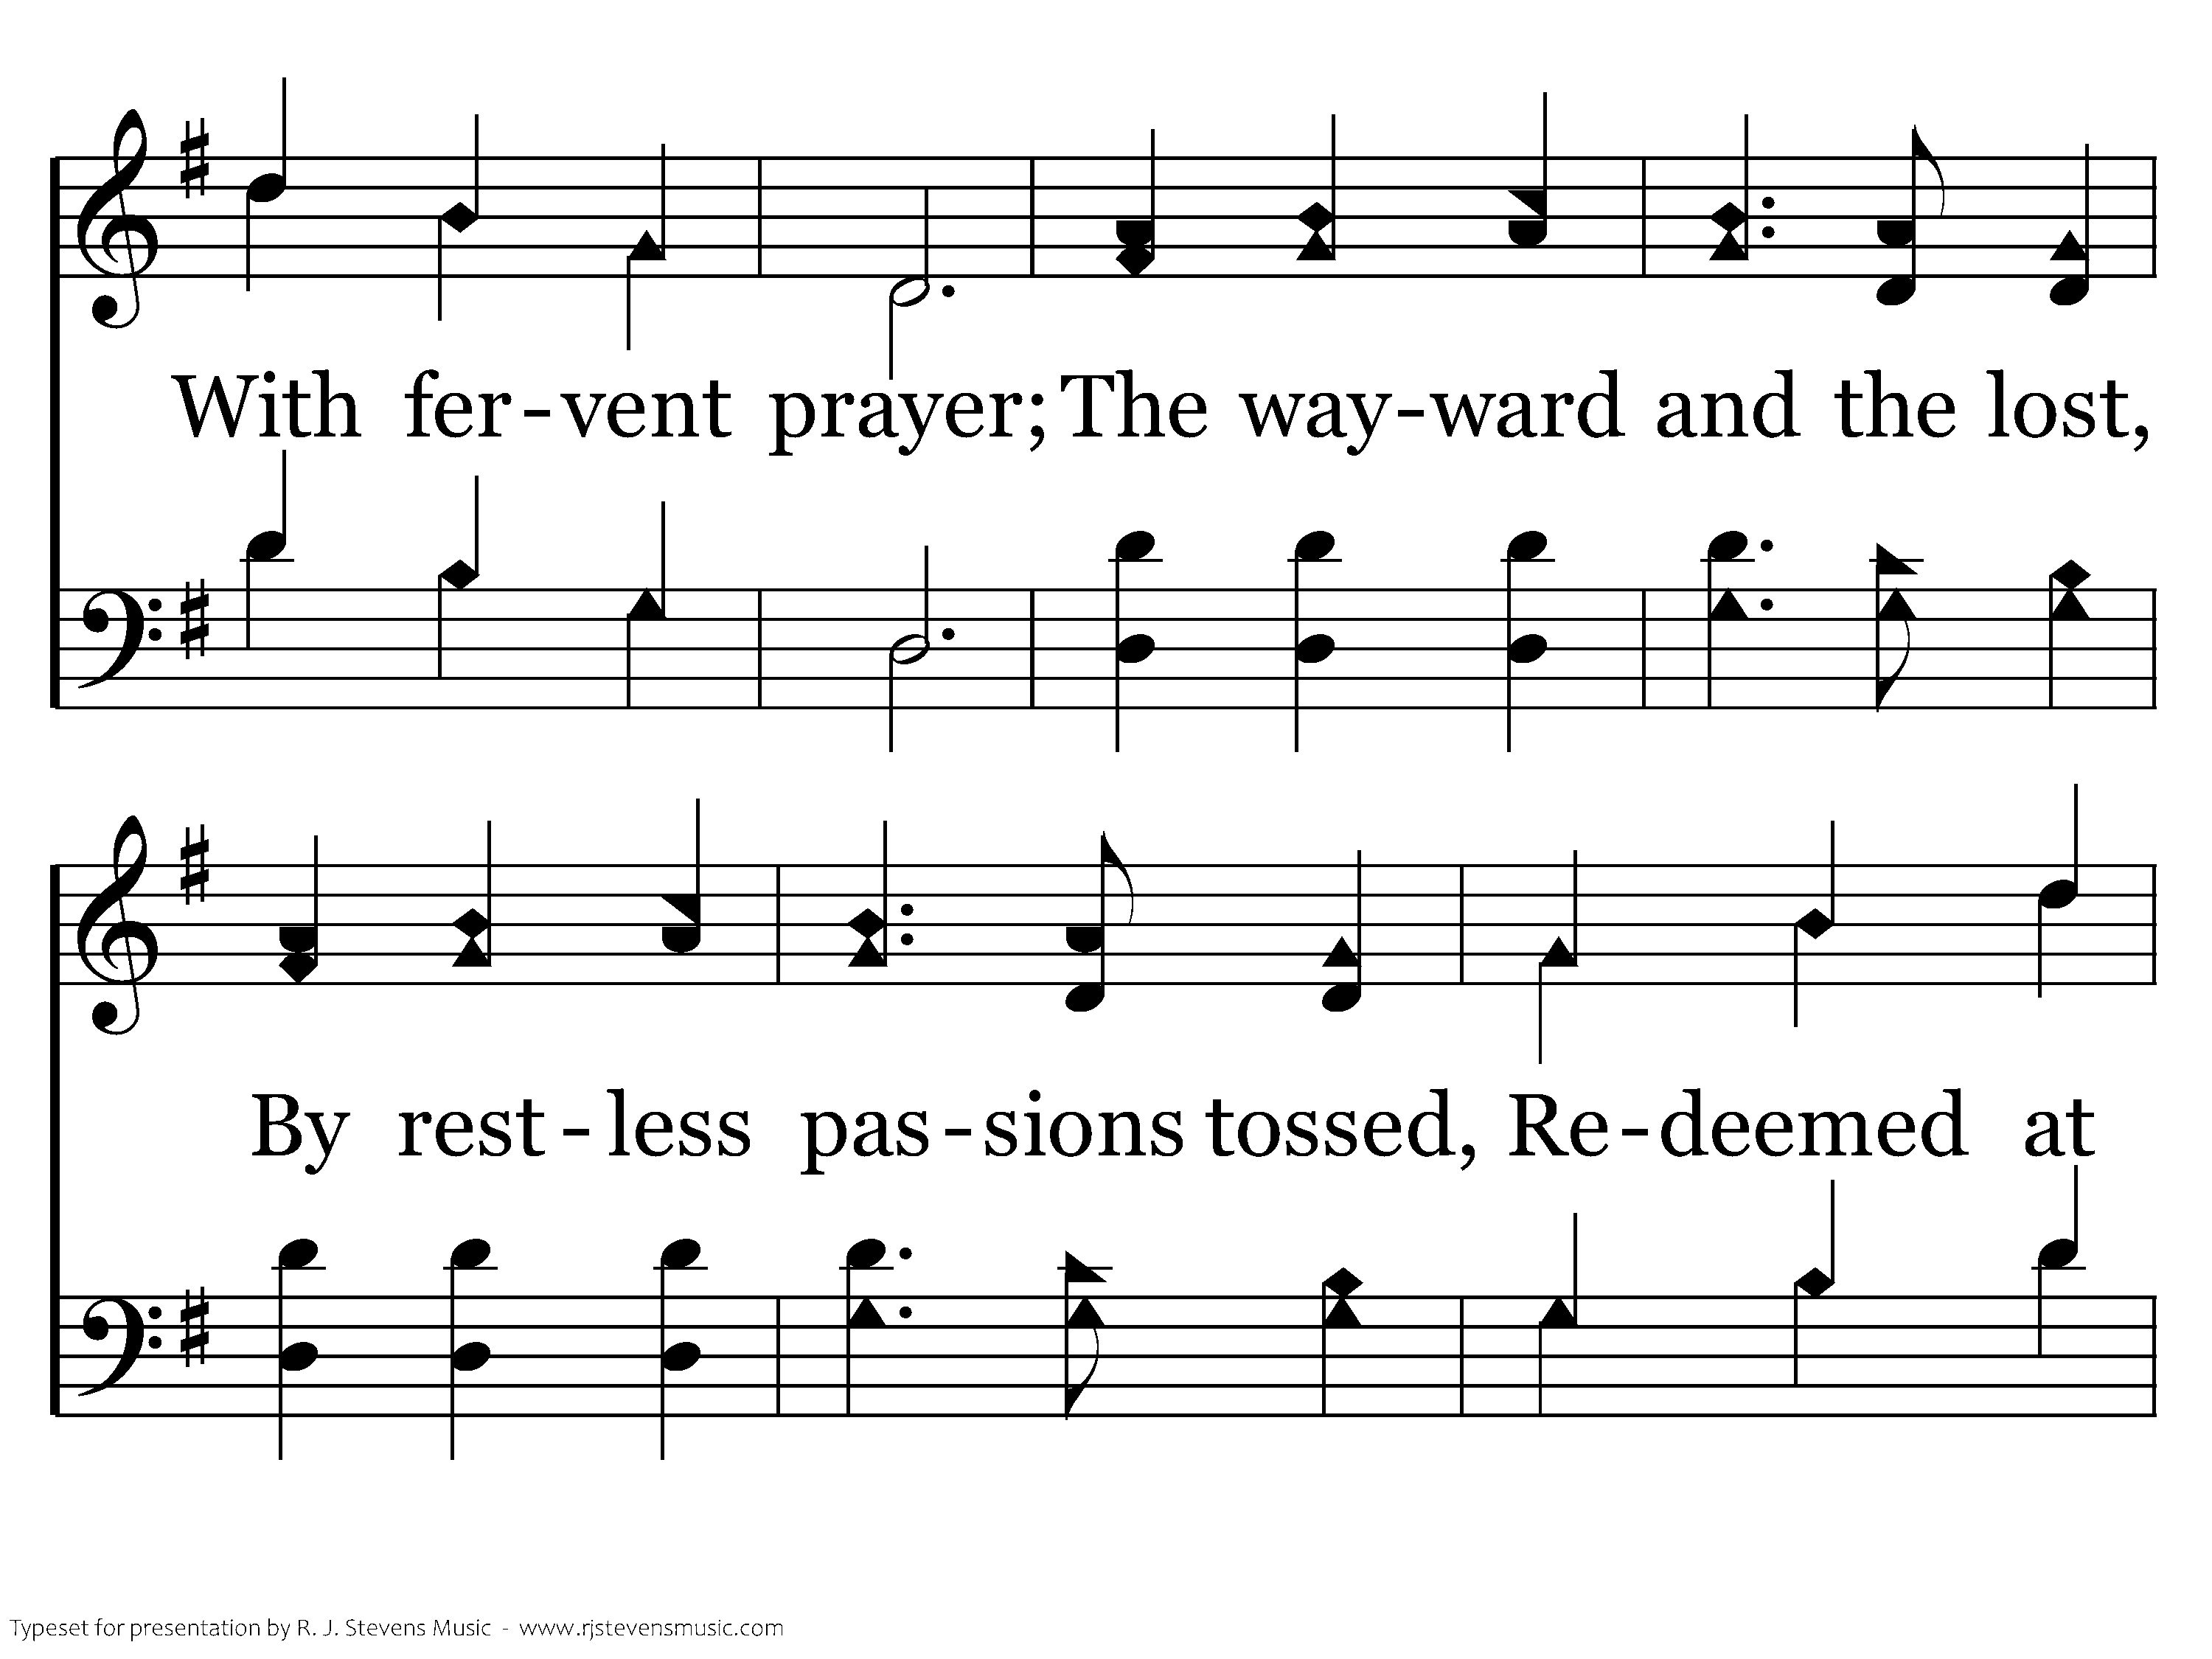 With fer-vent prayer; The way-ward and the lost,
By rest-less pas-sions tossed, Re-deemed at
Typeset for presentation by R. J. Stevens Music - www.rjstevensmusic.com